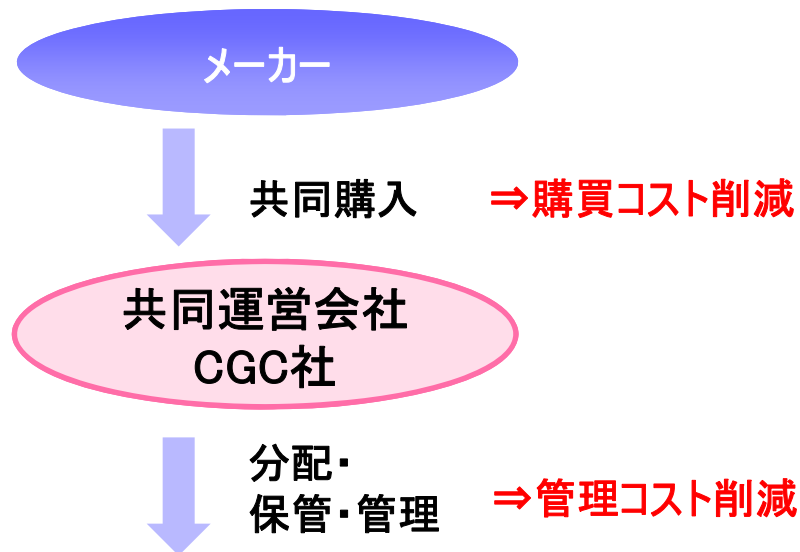 メーカー
共同購入 ⇒購買コスト削減
共同運営会社
CGC社
分配・
保管・管理 ⇒管理コスト削減